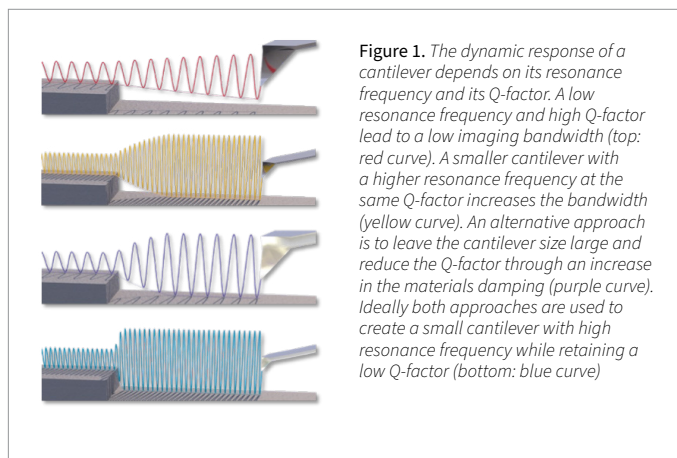 Figure 1. The dynamic response of a
cantilever depends on its resonance
frequency and its Q-factor. A low
resonance frequency and high Q-factor
lead to a low imaging bandwidth (top:
red curve). A smaller cantilever with
a higher resonance frequency at the
same Q-factor increases the bandwidth
(yellow curve). An alternative approach
is to leave the cantilever size large and
reduce the Q-factor through an increase
in the materials damping (purple curve).
Ideally both approaches are used to
create a small cantilever with high
resonance frequency while retaining a
low Q-factor (bottom: blue curve)